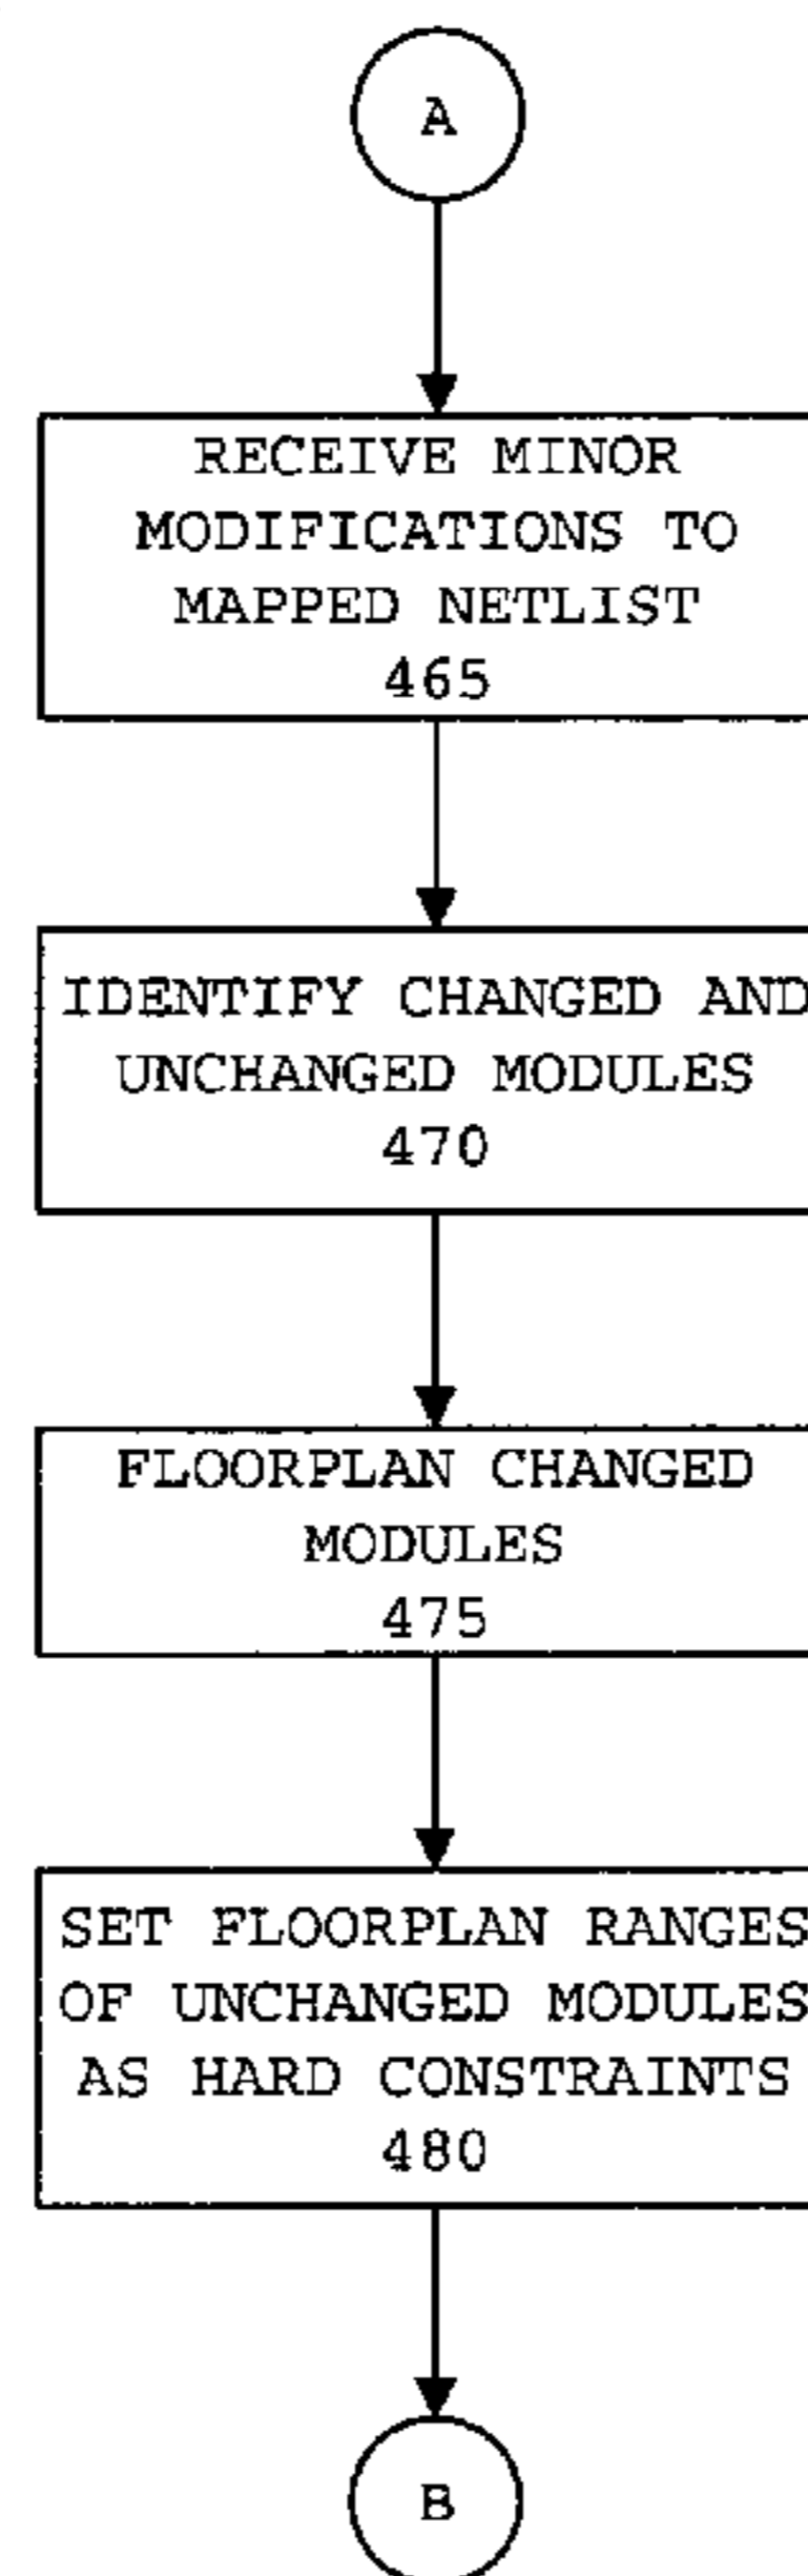 A
RECEIVE MINOR
MODIFICATIONS TO
MAPPED NETLIST
465
IDENTIFY CHANGED AND
UNCHANGED MODULES
470
FLOORPLAN CHANGED
MODULES
475
SET FLOORPLAN RANGES
OF UNCHANGED MODULES
AS HARD CONSTRAINTS
480
B